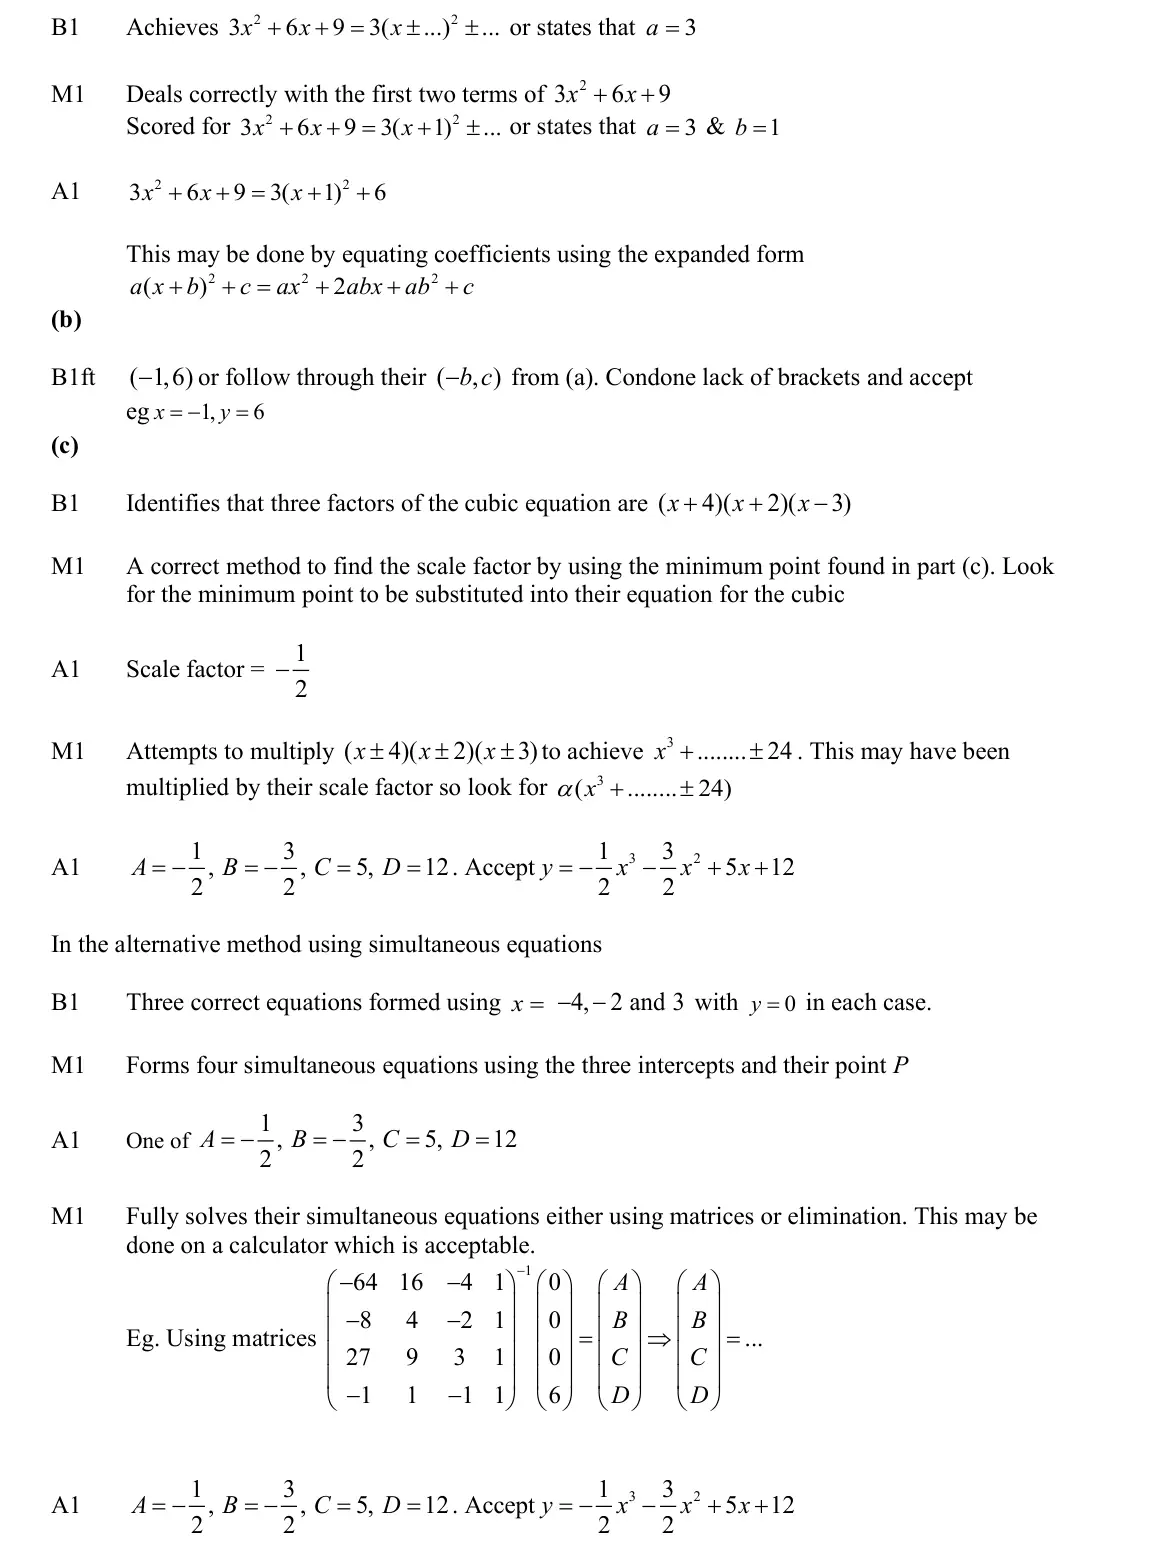 B1 Achieves 3x² + 6x + 9 = 3(x ± ...)² ± ... or states that a = 3
M1 Deals correctly with the first two terms of 3x² + 6x + 9
Scored for 3x² + 6x + 9 = 3(x + 1)² ± ... or states that a = 3 & b = 1
A1 3x² + 6x + 9 = 3(x + 1)² + 6
This may be done by equating coefficients using the expanded form
a(x + b)² + c = ax² + 2abx + ab² + c
(b)
B1ft (−1, 6) or follow through their (−b, c) from (a). Condone lack of brackets and accept
eg x = −1, y = 6
(c)
B1 Identifies that three factors of the cubic equation are (x + 4)(x + 2)(x − 3)
M1 A correct method to find the scale factor by using the minimum point found in part (c). Look
for the minimum point to be substituted into their equation for the cubic
A1 Scale factor = −1/2
M1 Attempts to multiply (x ± 4)(x ± 2)(x ± 3) to achieve x³ + ........ ± 24 . This may have been
multiplied by their scale factor so look for α(x³ + ........ ± 24)
A1 A = −1/2, B = −3/2, C = 5, D = 12 . Accept y = −1/2 x³ − 3/2 x² + 5x + 12
In the alternative method using simultaneous equations
B1 Three correct equations formed using x = −4, − 2 and 3 with y = 0 in each case.
M1 Forms four simultaneous equations using the three intercepts and their point P
A1 One of A = −1/2, B = −3/2, C = 5, D = 12
M1 Fully solves their simultaneous equations either using matrices or elimination. This may be
done on a calculator which is acceptable.
−64 16 −4 1 −1 0 A A
−8 4 −2 1 0 B B
Eg. Using matrices = ⇒ = ...
27 9 3 1 0 C C
−1 1 −1 1 6 D D
A1 A = −1/2, B = −3/2, C = 5, D = 12 . Accept y = −1/2 x³ − 3/2 x² + 5x + 12